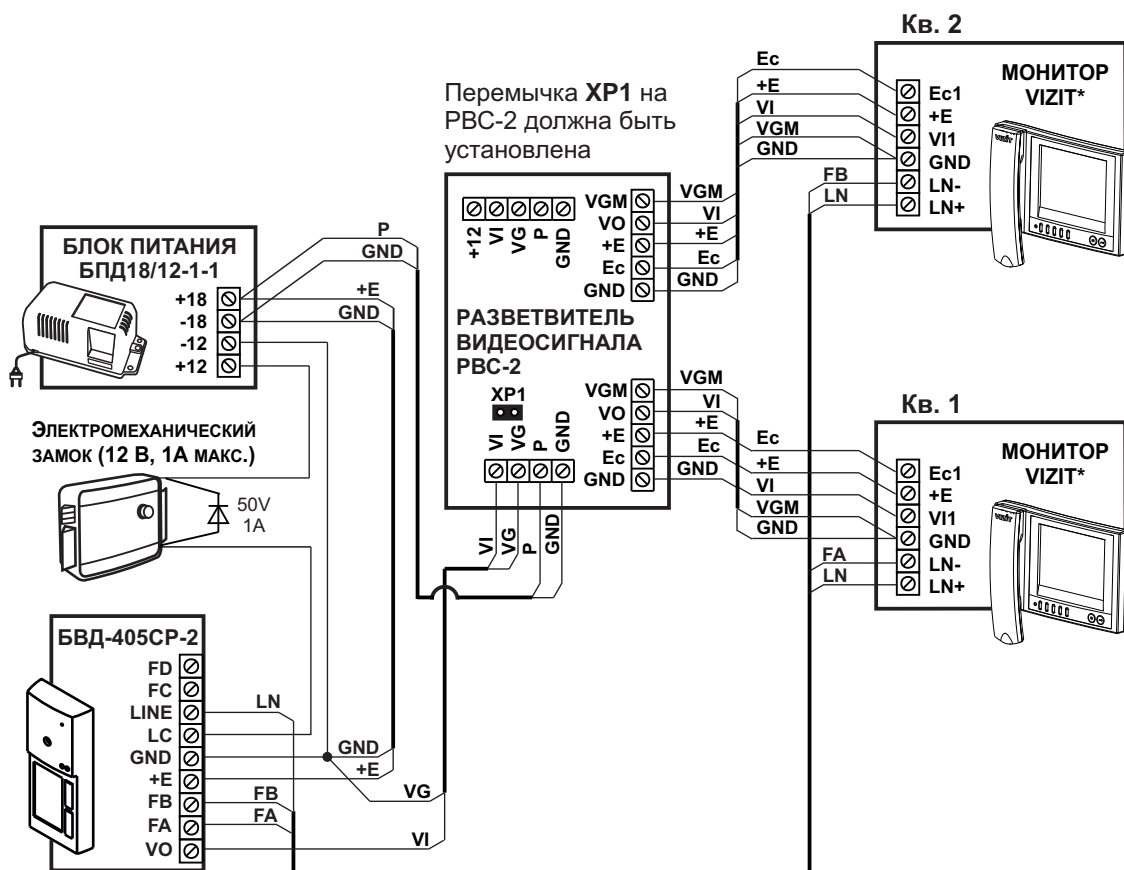 Кв. 2
Перемычка XP1 на
РВС-2 должна быть
установлена
МОНИТОР
VIZIT*
Ec
+E
VI
VGM
GND
FB
LN
Ec1
+E
VI1
GND
LN-
LN+
VIZIT
БЛОК ПИТАНИЯ
БПД18/12-1-1
+18
-18
-12
+12
P
GND
+E
GND
+12
VI
VG
P
GND
VGM
VO
+E
Ec
GND
VGM
VI
+E
Ec
GND
РАЗВЕТВИТЕЛЬ
ВИДЕОСИГНАЛА
РВС-2
XP1
VI
VG
P
GND
VGM
VO
+E
Ec
GND
VGM
VI
+E
Ec
GND
VI
VG
P
GND
Кв. 1
МОНИТОР
VIZIT*
Ec
+E
VI
VGM
GND
FA
LN
Ec1
+E
VI1
GND
LN-
LN+
VIZIT
ЭЛЕКТРОМЕХАНИЧЕСКИЙ
ЗАМОК (12 В, 1А МАКС.)
50V
1A
БВД-405СР-2
FD
FC
LINE
LC
GND
+E
FB
FA
VO
LN
GND
+E
FB
FA
VG
VI